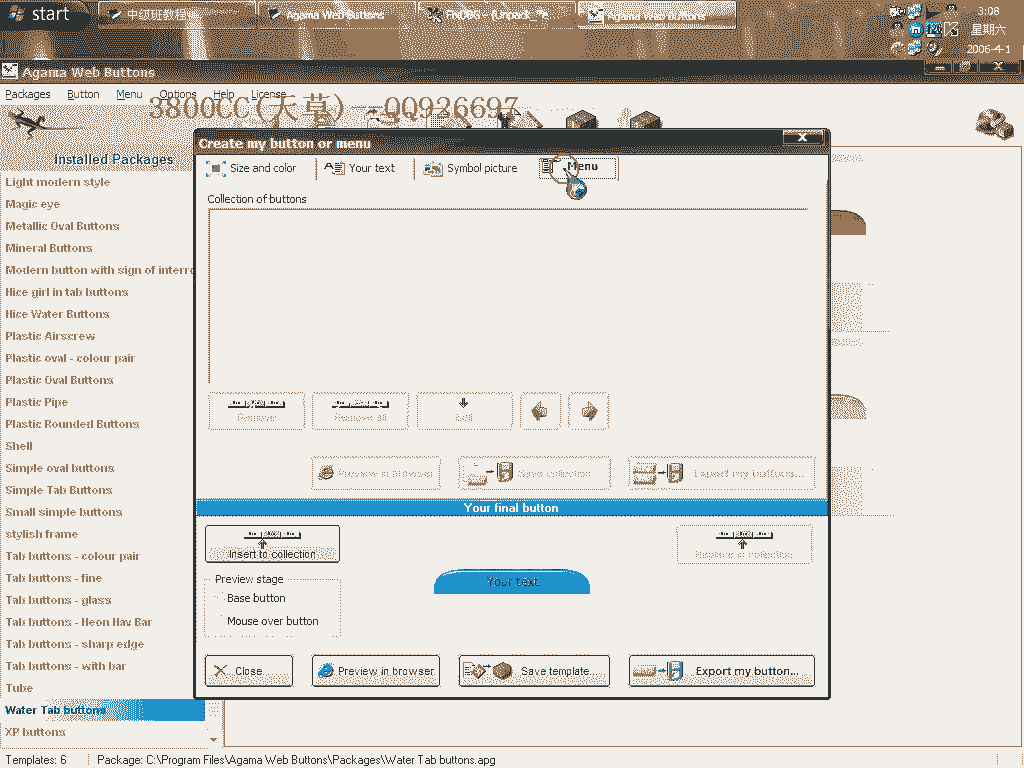 start
中级班教程
Agama Web Buttons
Agama Web Buttons
3:08
星期六
2006-4-1
Agama Web Buttons
Packages Button Menu Options Help License
3800CC(天草) - QQ926697
Installed Packages
Light modern style
Magic eye
Metallic Oval Buttons
Mineral Buttons
Modern button with sign of interro
Nice girl in tab buttons
Nice Water Buttons
Plastic Airscrew
Plastic oval - colour pair
Plastic Oval Buttons
Plastic Pipe
Plastic Rounded Buttons
Shell
Simple oval buttons
Simple Tab Buttons
Small simple buttons
stylish frame
Tab buttons - colour pair
Tab buttons - fine
Tab buttons - glass
Tab buttons - Neon Nav Bar
Tab buttons - sharp edge
Tab buttons - with bar
Tube
Water Tab buttons
XP buttons
Create my button or menu
Size and color Your text Symbol picture Menu
Collection of buttons
Remove Remove all Edit
Preview in browser Save collection Export my buttons...
Your final button
Insert to collection Replace in collection
Preview stage
Base button
Mouse over button
Your text
Close Preview in browser Save template... Export my button...
Templates: 6 Package: C:\Program Files\Agama Web Buttons\Packages\Water Tab buttons.apg